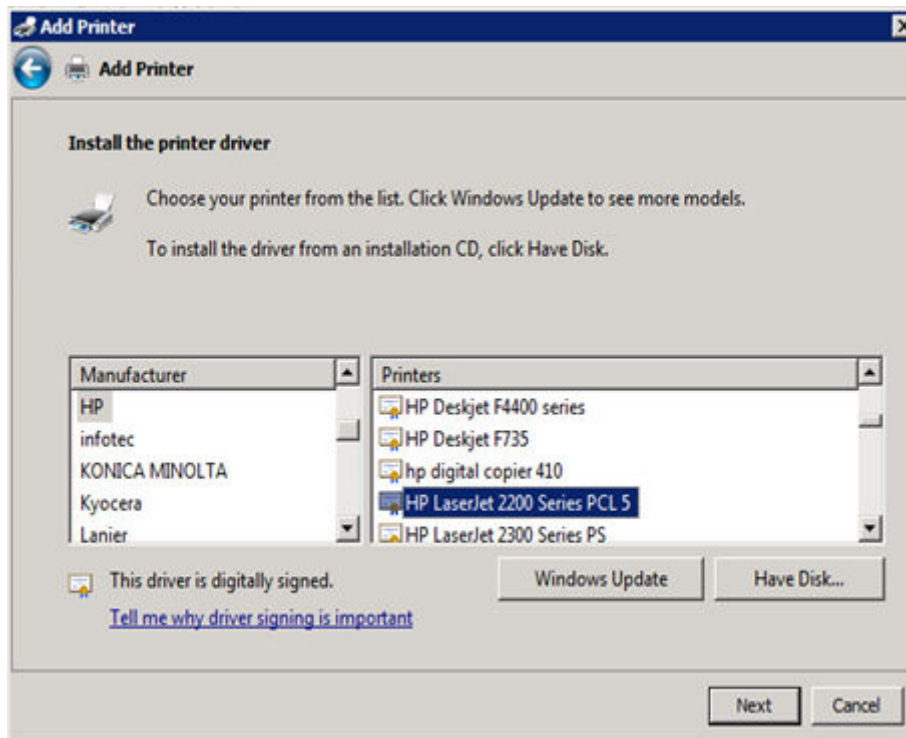 Add Printer
Add Printer
Install the printer driver
Choose your printer from the list. Click Windows Update to see more models.
To install the driver from an installation CD, click Have Disk.
Manufacturer
HP
infotec
KONICA MINOLTA
Kyocera
Lanier
Printers
HP Deskjet F4400 series
HP Deskjet F735
hp digital copier 410
HP LaserJet 2200 Series PCL 5
HP LaserJet 2300 Series PS
This driver is digitally signed.
Tell me why driver signing is important
Windows Update
Have Disk...
Next
Cancel